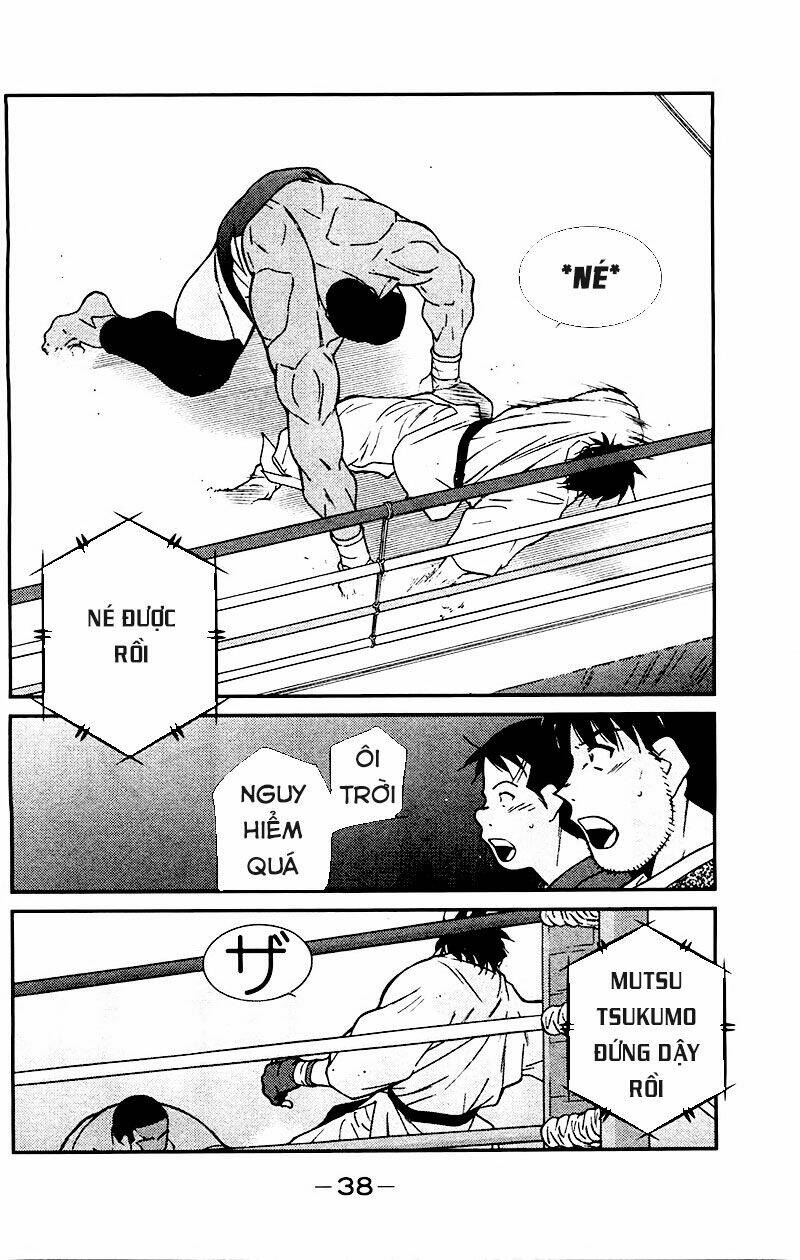 *NÉ*
NÉ ĐƯỢC
RỒI
ÔI
TRỜI
NGUY
HIỂM
QUÁ
ザ
MUTSU
TSUKUMO
ĐỨNG DẬY
RỒI
—38—